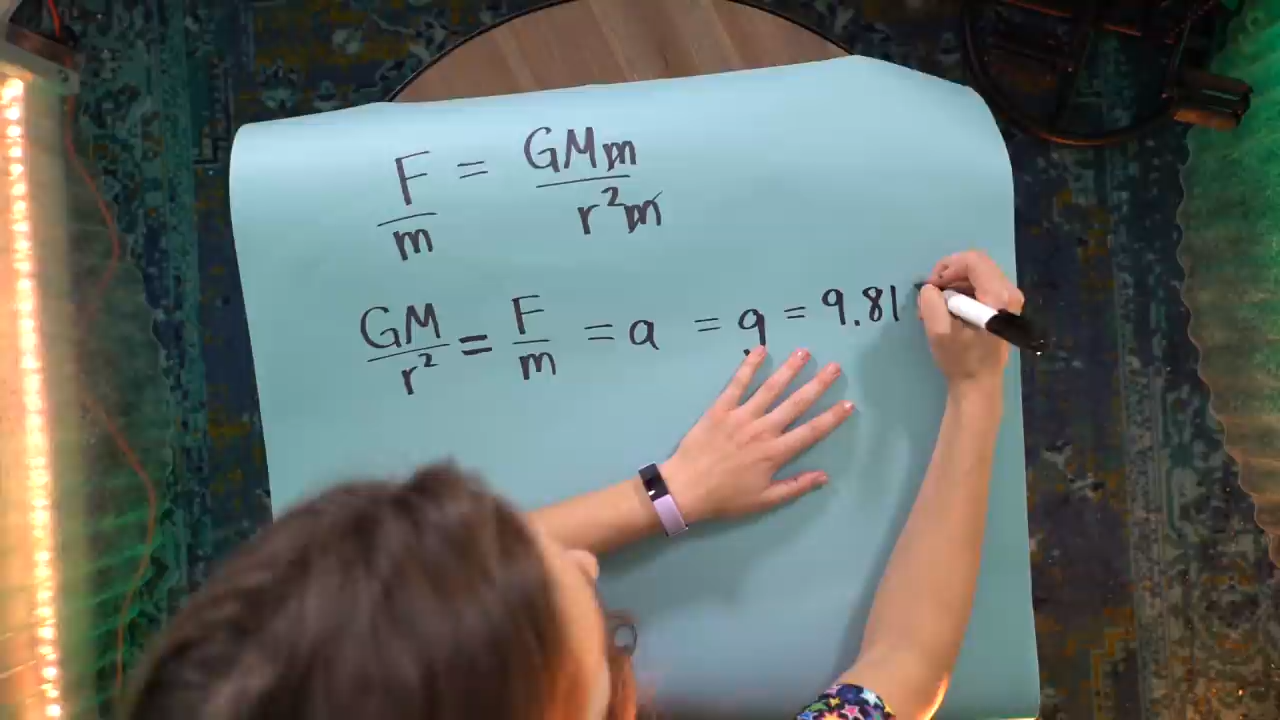 F/m = GMm/r²m
GM/r² = F/m = a = g = 9.81